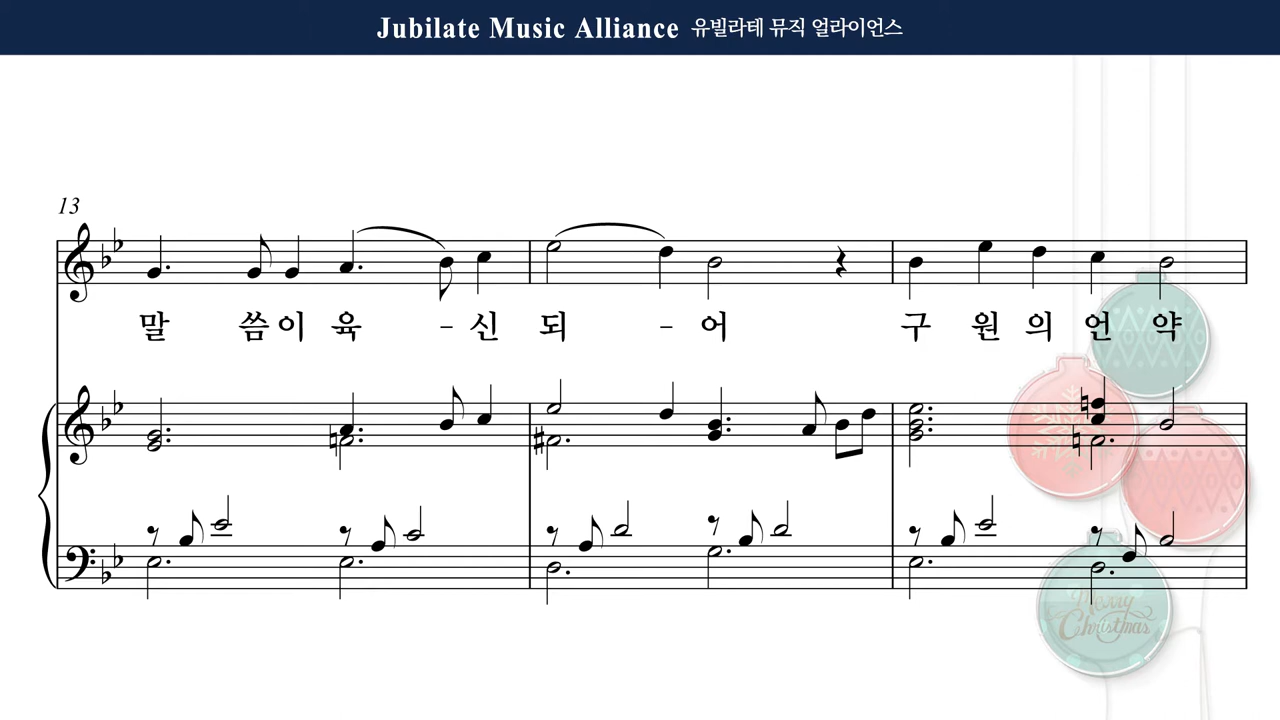 Jubilate Music Alliance 유빌라테 뮤직 얼라이언스
13
말 씀이 육 - 신 되 - 어 구 원 의 언 약
Merry
Christmas